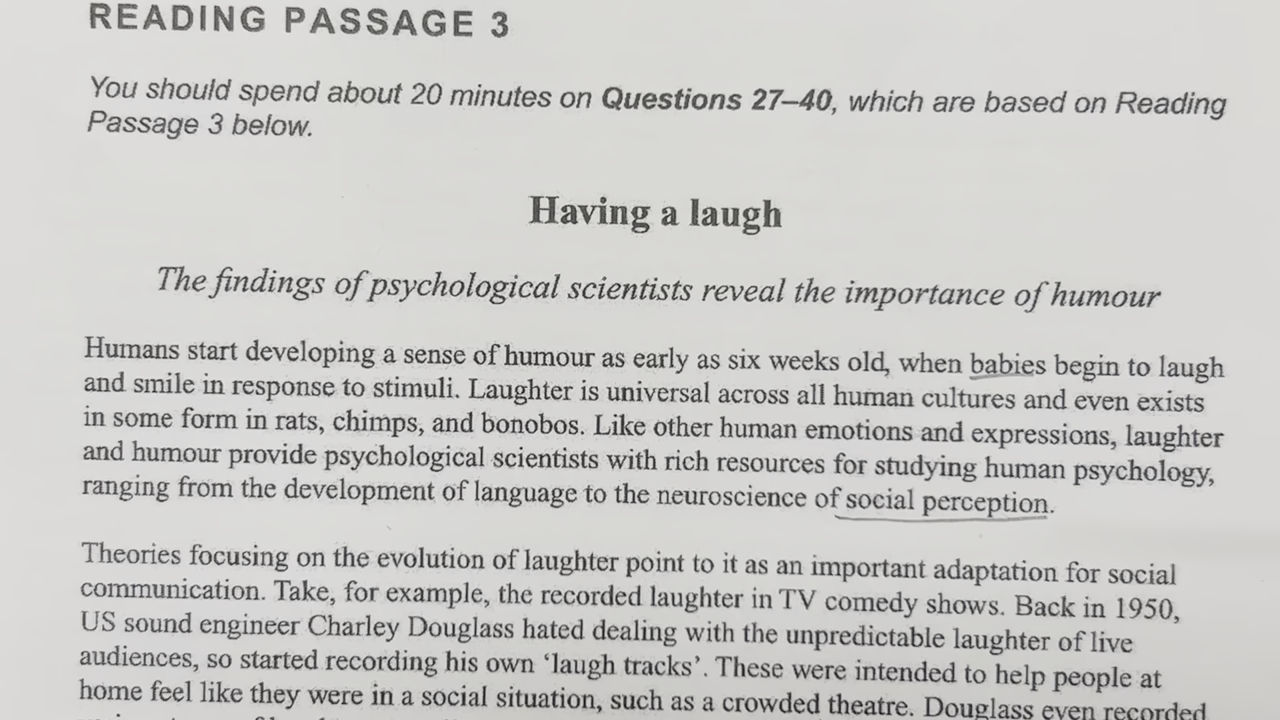 READING PASSAGE 3
You should spend about 20 minutes on Questions 27–40, which are based on Reading
Passage 3 below.
Having a laugh
The findings of psychological scientists reveal the importance of humour
Humans start developing a sense of humour as early as six weeks old, when babies begin to laugh
and smile in response to stimuli. Laughter is universal across all human cultures and even exists
in some form in rats, chimps, and bonobos. Like other human emotions and expressions, laughter
and humour provide psychological scientists with rich resources for studying human psychology,
ranging from the development of language to the neuroscience of social perception.
Theories focusing on the evolution of laughter point to it as an important adaptation for social
communication. Take, for example, the recorded laughter in TV comedy shows. Back in 1950,
US sound engineer Charley Douglass hated dealing with the unpredictable laughter of live
audiences, so started recording his own ‘laugh tracks’. These were intended to help people at
home feel like they were in a social situation, such as a crowded theatre. Douglass even recorded